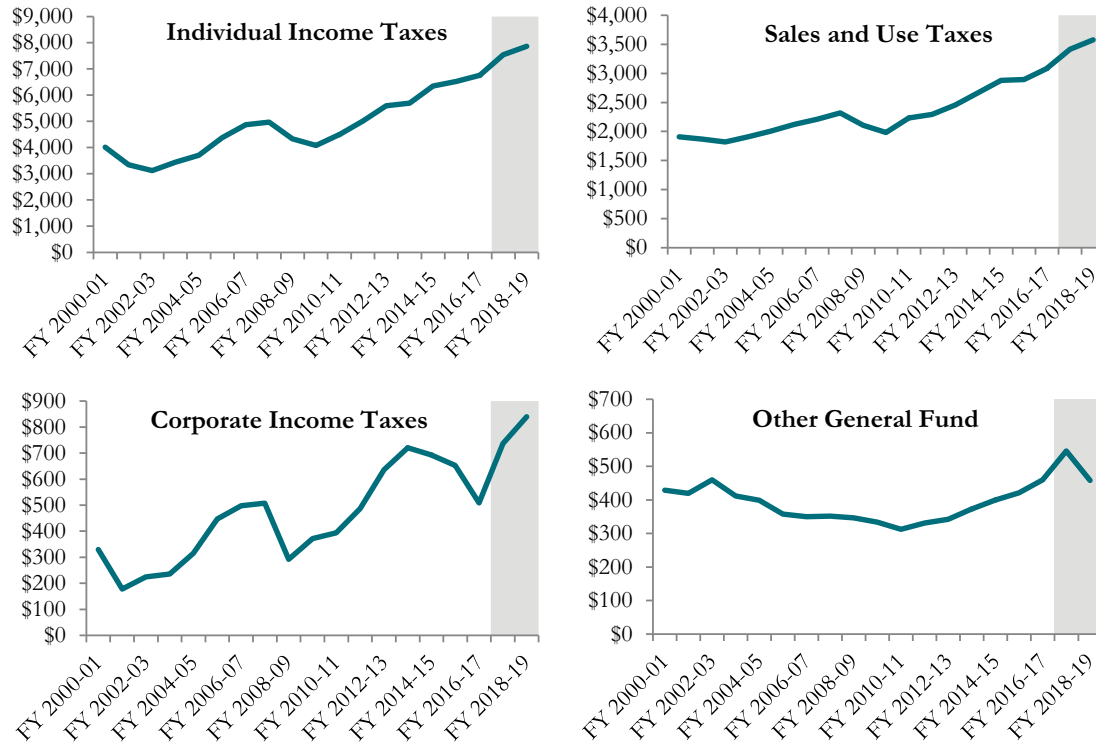 Individual Income Taxes
$9,000
$8,000
$7,000
$6,000
$5,000
$4,000
$3,000
$2,000
$1,000
$0
FY 2000-01
FY 2002-03
FY 2004-05
FY 2006-07
FY 2008-09
FY 2010-11
FY 2012-13
FY 2014-15
FY 2016-17
FY 2018-19
Sales and Use Taxes
$4,000
$3,500
$3,000
$2,500
$2,000
$1,500
$1,000
$500
$0
FY 2000-01
FY 2002-03
FY 2004-05
FY 2006-07
FY 2008-09
FY 2010-11
FY 2012-13
FY 2014-15
FY 2016-17
FY 2018-19
Corporate Income Taxes
$900
$800
$700
$600
$500
$400
$300
$200
$100
$0
FY 2000-01
FY 2002-03
FY 2004-05
FY 2006-07
FY 2008-09
FY 2010-11
FY 2012-13
FY 2014-15
FY 2016-17
FY 2018-19
Other General Fund
$700
$600
$500
$400
$300
$200
$100
$0
FY 2000-01
FY 2002-03
FY 2004-05
FY 2006-07
FY 2008-09
FY 2010-11
FY 2012-13
FY 2014-15
FY 2016-17
FY 2018-19